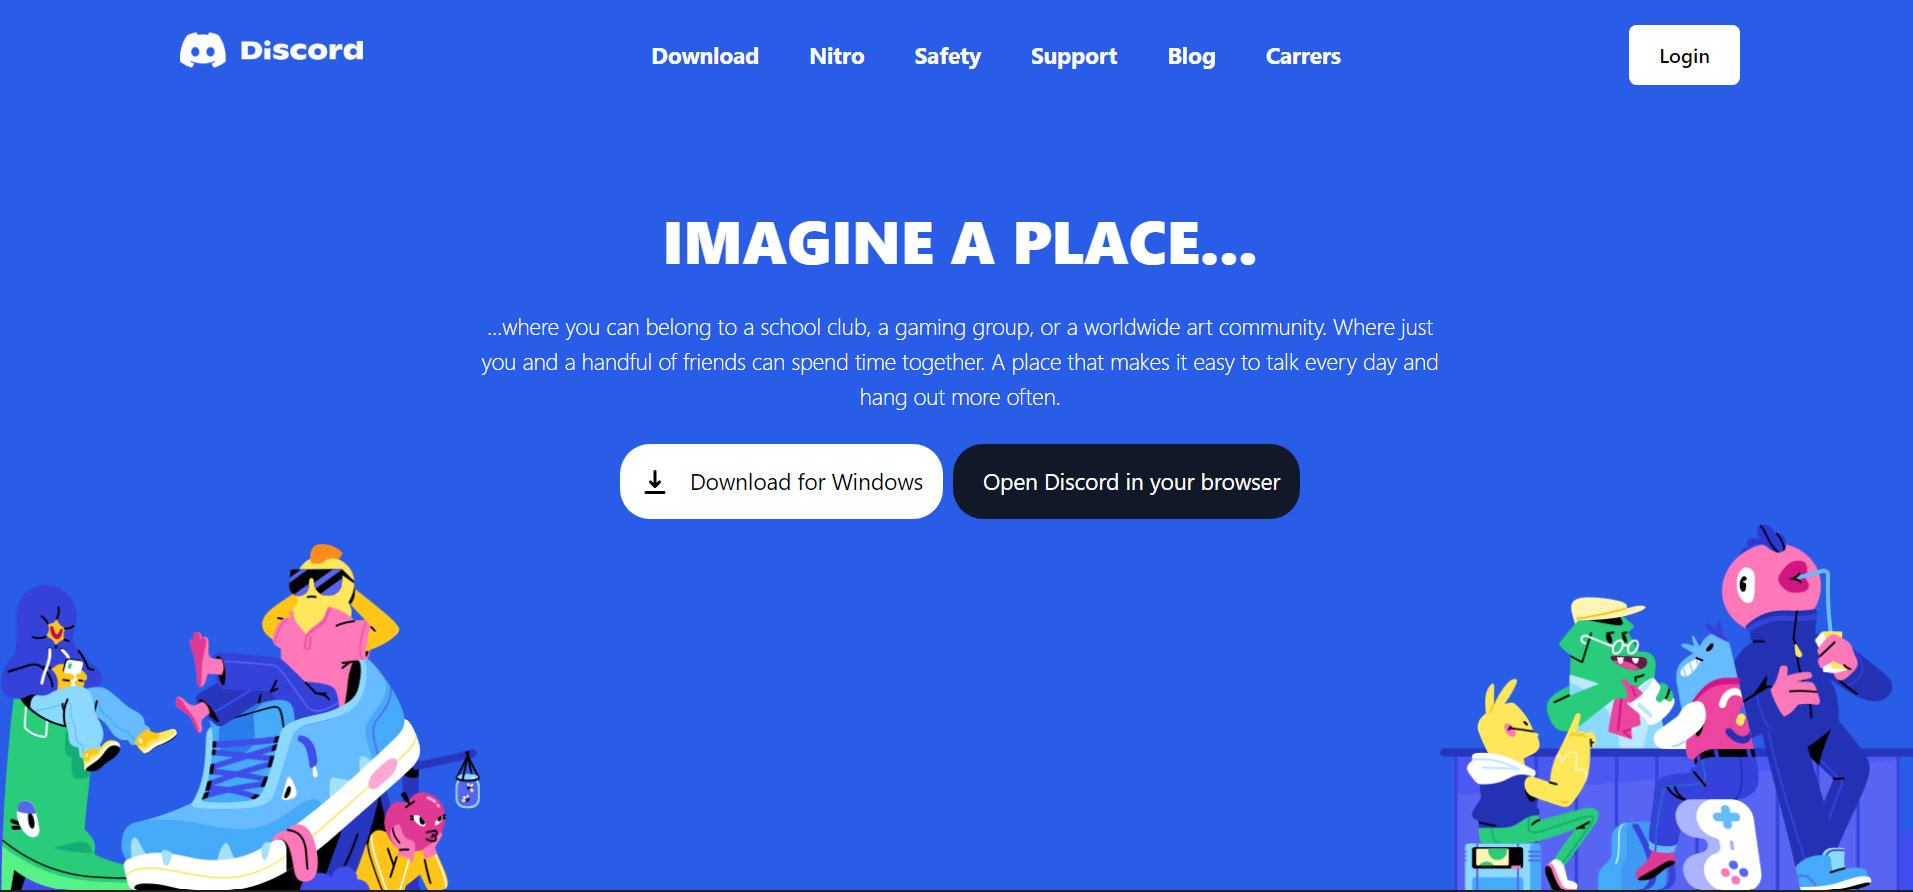 Discord
Download Nitro Safety Support Blog Carrers
Login
IMAGINE A PLACE...
...where you can belong to a school club, a gaming group, or a worldwide art community. Where just
you and a handful of friends can spend time together. A place that makes it easy to talk every day and
hang out more often.
Download for Windows
Open Discord in your browser